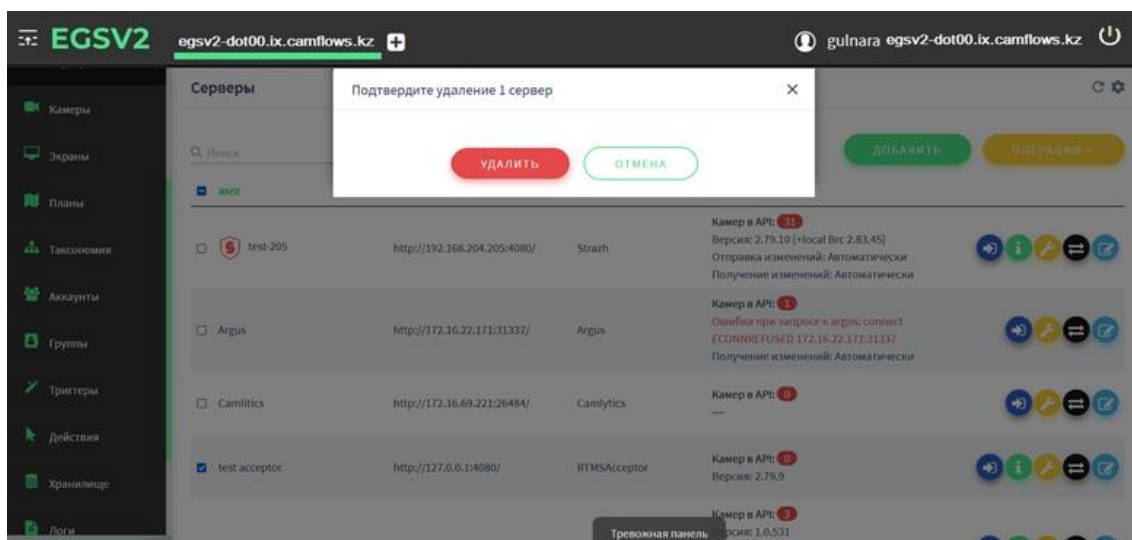 EGSV2
egsv2-dot00.ix.camflows.kz
gulnara egsv2-dot00.ix.camflows.kz
Серверы
Подтвердите удаление 1 сервер
Камеры
Экраны
Планы
Таксономия
Аккаунты
Группы
Триггеры
Действия
Хранилище
Логи
Поиск
УДАЛИТЬ
ОТМЕНА
ДОБАВИТЬ
ОПЕРАЦИИ
ИМЯ
test-205
http://192.168.204.205:4080/
Strazh
Камер в API: 31
Версия: 2.79.10 (+local Brc 2.83.45)
Отправка изменений: Автоматически
Получение изменений: Автоматически
Argus
http://172.16.22.171:31337/
Argus
Камер в API: 1
Ошибка при запросе к argus: connect
ECONNREFUSED 172.16.22.171:31337
Получение изменений: Автоматически
Camlitics
http://172.16.69.221:26484/
Camlytics
Камер в API: 0
—
test acceptor
http://127.0.0.1:4080/
RTMSAcceptor
Камер в API: 0
Версия: 2.79.9
Камер в API: 3
Версия: 1.0.531
Тревожная панель